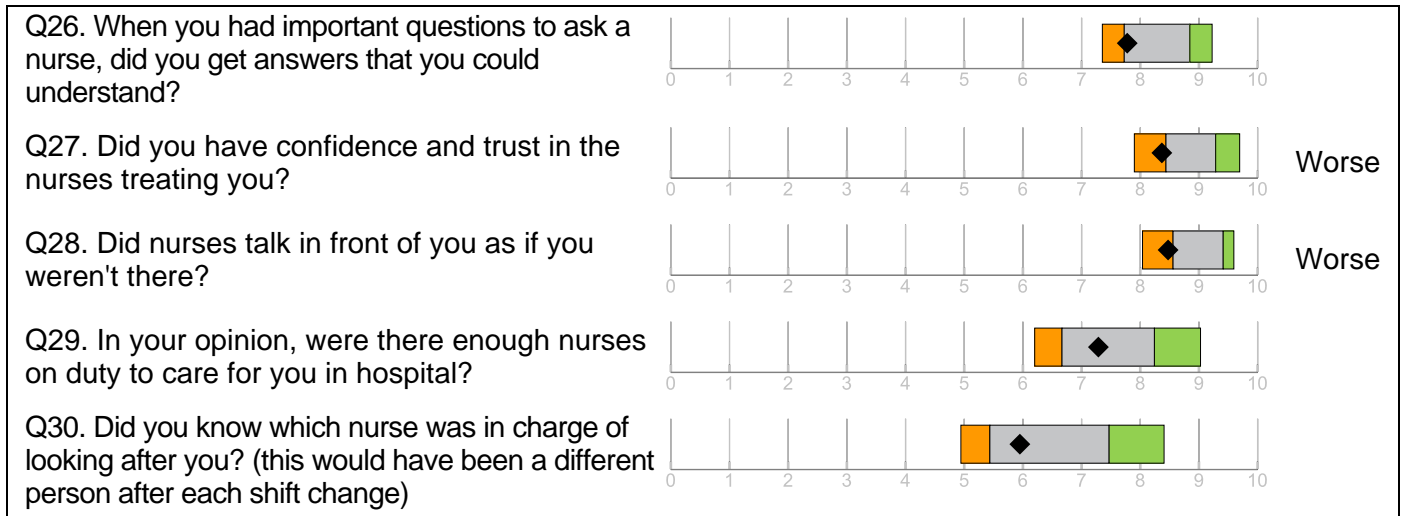 Q26. When you had important questions to ask a
nurse, did you get answers that you could
understand?
0 1 2 3 4 5 6 7 8 9 10
Q27. Did you have confidence and trust in the
nurses treating you?
Worse
0 1 2 3 4 5 6 7 8 9 10
Q28. Did nurses talk in front of you as if you
weren't there?
Worse
0 1 2 3 4 5 6 7 8 9 10
Q29. In your opinion, were there enough nurses
on duty to care for you in hospital?
0 1 2 3 4 5 6 7 8 9 10
Q30. Did you know which nurse was in charge of
looking after you? (this would have been a different
person after each shift change)
0 1 2 3 4 5 6 7 8 9 10